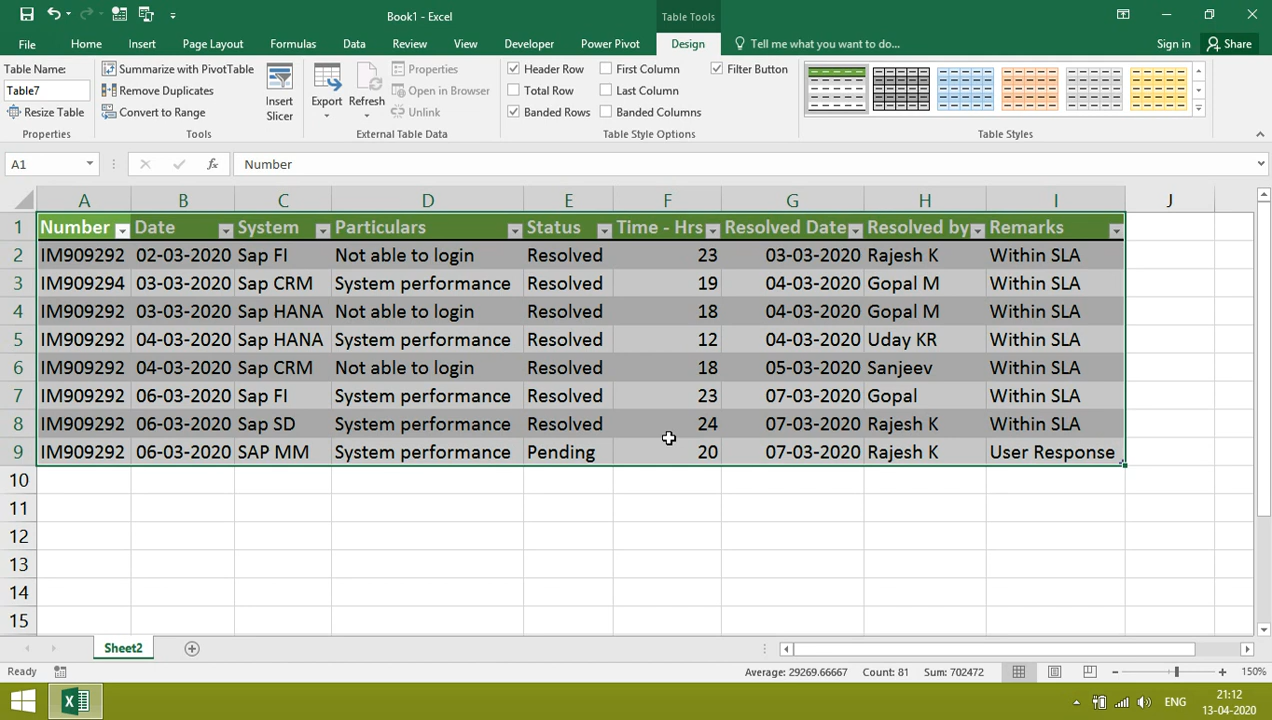 Book1 - Excel
Table Tools
File Home Insert Page Layout Formulas Data Review View Developer Power Pivot Design Tell me what you want to do... Sign in Share
Table Name:
Table7
Resize Table
Properties
Summarize with PivotTable
Remove Duplicates
Convert to Range
Insert Slicer
Tools
Export
Refresh
Properties
Open in Browser
Unlink
External Table Data
Header Row First Column Filter Button
Total Row Last Column
Banded Rows Banded Columns
Table Style Options
Table Styles
A1 fx Number
A B C D E F G H I J
1 Number Date System Particulars Status Time - Hrs Resolved Date Resolved by Remarks
2 IM909292 02-03-2020 Sap FI Not able to login Resolved 23 03-03-2020 Rajesh K Within SLA
3 IM909294 03-03-2020 Sap CRM System performance Resolved 19 04-03-2020 Gopal M Within SLA
4 IM909292 03-03-2020 Sap HANA Not able to login Resolved 18 04-03-2020 Gopal M Within SLA
5 IM909292 04-03-2020 Sap HANA System performance Resolved 12 04-03-2020 Uday KR Within SLA
6 IM909292 04-03-2020 Sap CRM Not able to login Resolved 18 05-03-2020 Sanjeev Within SLA
7 IM909292 06-03-2020 Sap FI System performance Resolved 23 07-03-2020 Gopal Within SLA
8 IM909292 06-03-2020 Sap SD System performance Resolved 24 07-03-2020 Rajesh K Within SLA
9 IM909292 06-03-2020 SAP MM System performance Pending 20 07-03-2020 Rajesh K User Response
10
11
12
13
14
15
Sheet2
Ready Average: 29269.66667 Count: 81 Sum: 702472 150%
ENG 21:12
13-04-2020